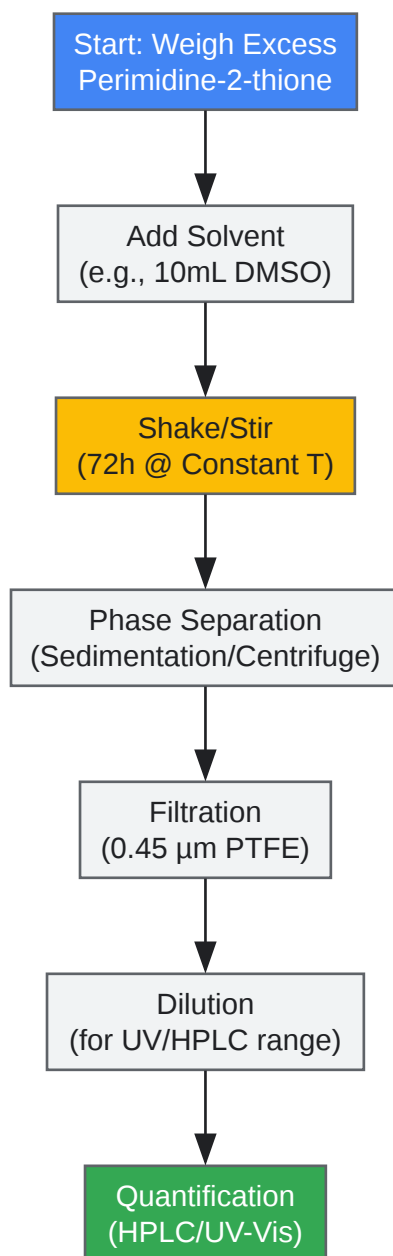 Start: Weigh Excess
Perimidine-2-thione
Add Solvent
(e.g., 10mL DMSO)
Shake/Stir
(72h @ Constant T)
Phase Separation
(Sedimentation/Centrifuge)
Filtration
(0.45 µm PTFE)
Dilution
(for UV/HPLC range)
Quantification
(HPLC/UV-Vis)